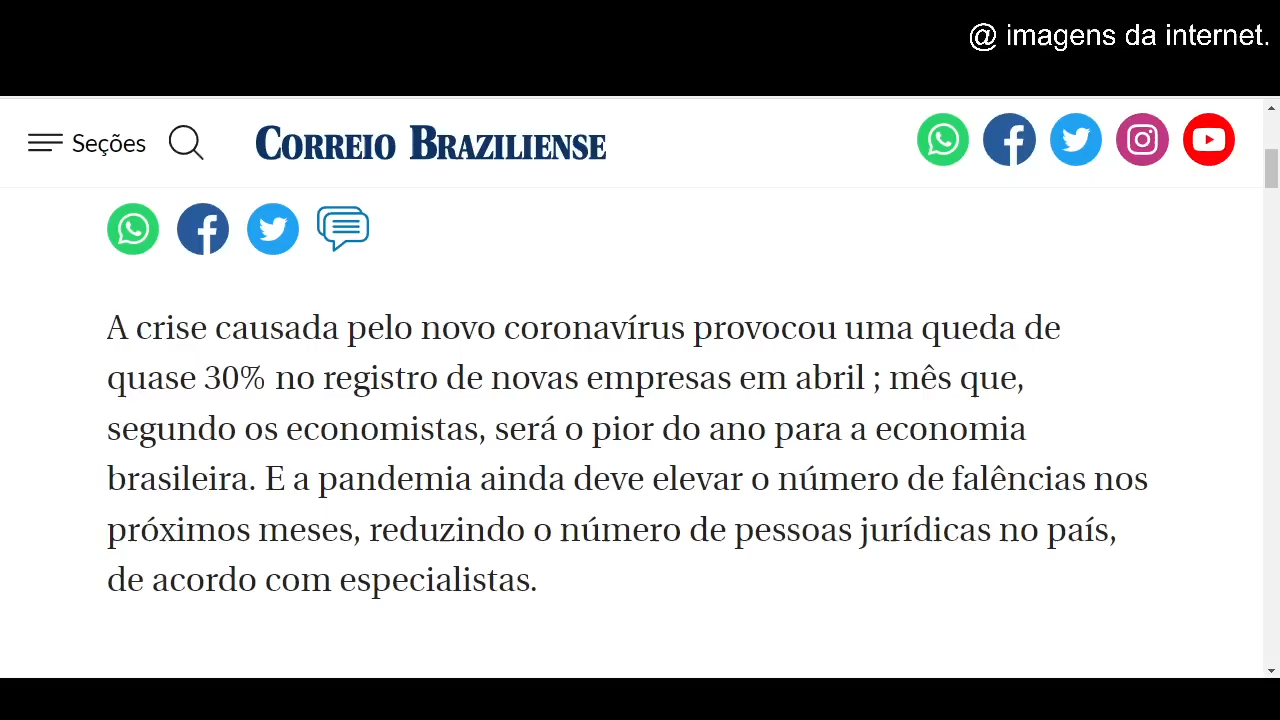 @ imagens da internet.
Seções
CORREIO BRAZILIENSE
A crise causada pelo novo coronavírus provocou uma queda de
quase 30% no registro de novas empresas em abril ; mês que,
segundo os economistas, será o pior do ano para a economia
brasileira. E a pandemia ainda deve elevar o número de falências nos
próximos meses, reduzindo o número de pessoas jurídicas no país,
de acordo com especialistas.